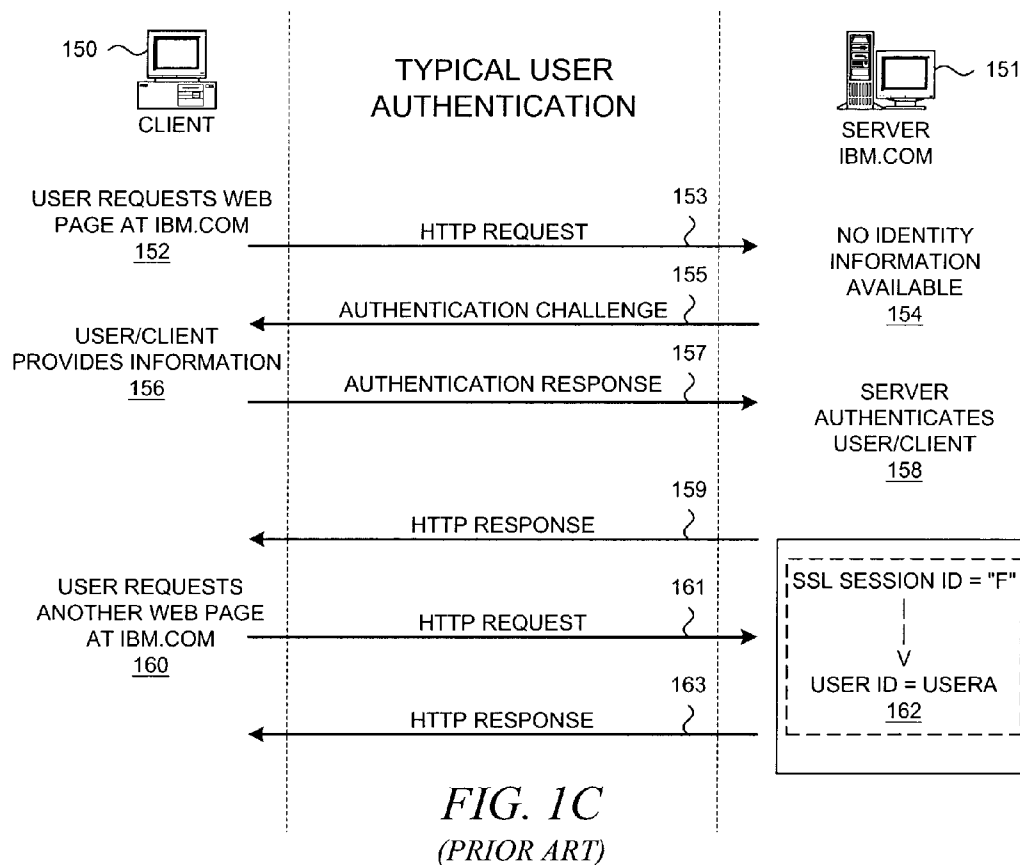 150
CLIENT
TYPICAL USER
AUTHENTICATION
151
SERVER
IBM.COM
USER REQUESTS WEB
PAGE AT IBM.COM
152
153
HTTP REQUEST
NO IDENTITY
INFORMATION
AVAILABLE
154
155
AUTHENTICATION CHALLENGE
USER/CLIENT
PROVIDES INFORMATION
156
157
AUTHENTICATION RESPONSE
SERVER
AUTHENTICATES
USER/CLIENT
158
159
HTTP RESPONSE
USER REQUESTS
ANOTHER WEB PAGE
AT IBM.COM
160
161
HTTP REQUEST
SSL SESSION ID = "F"
V
USER ID = USERA
162
163
HTTP RESPONSE
FIG. 1C
(PRIOR ART)